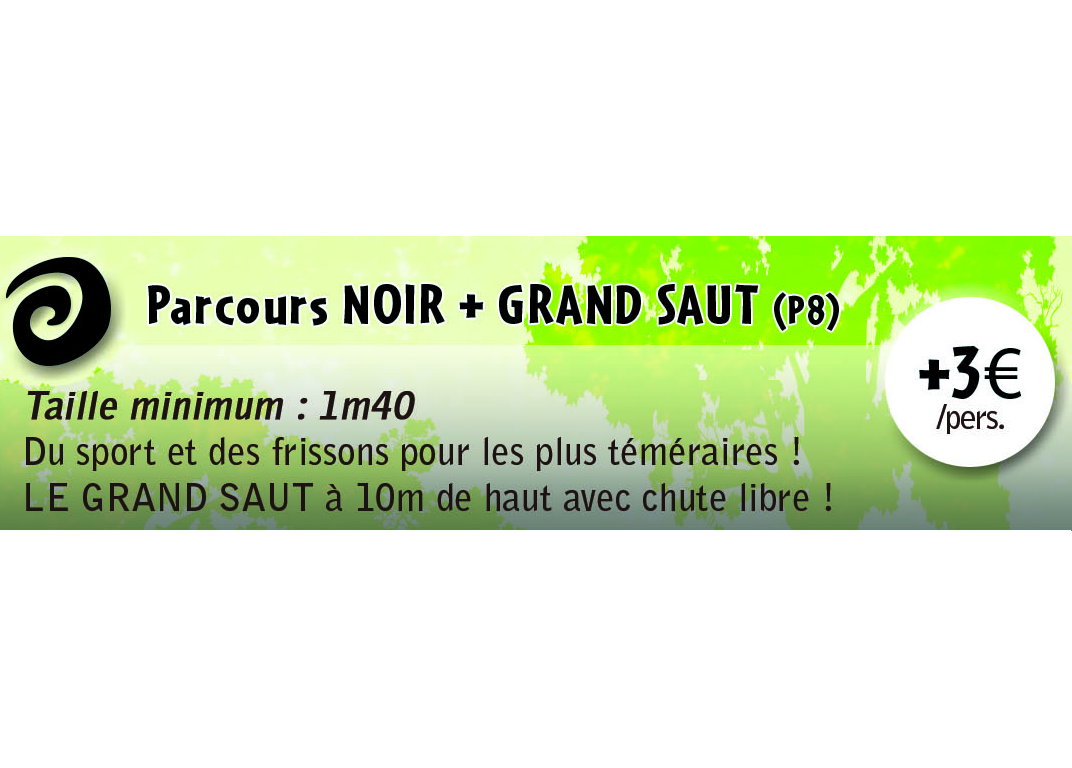 Parcours NOIR + GRAND SAUT (P8)
+3€
/pers.
Taille minimum : 1m40
Du sport et des frissons pour les plus téméraires !
LE GRAND SAUT à 10m de haut avec chute libre !